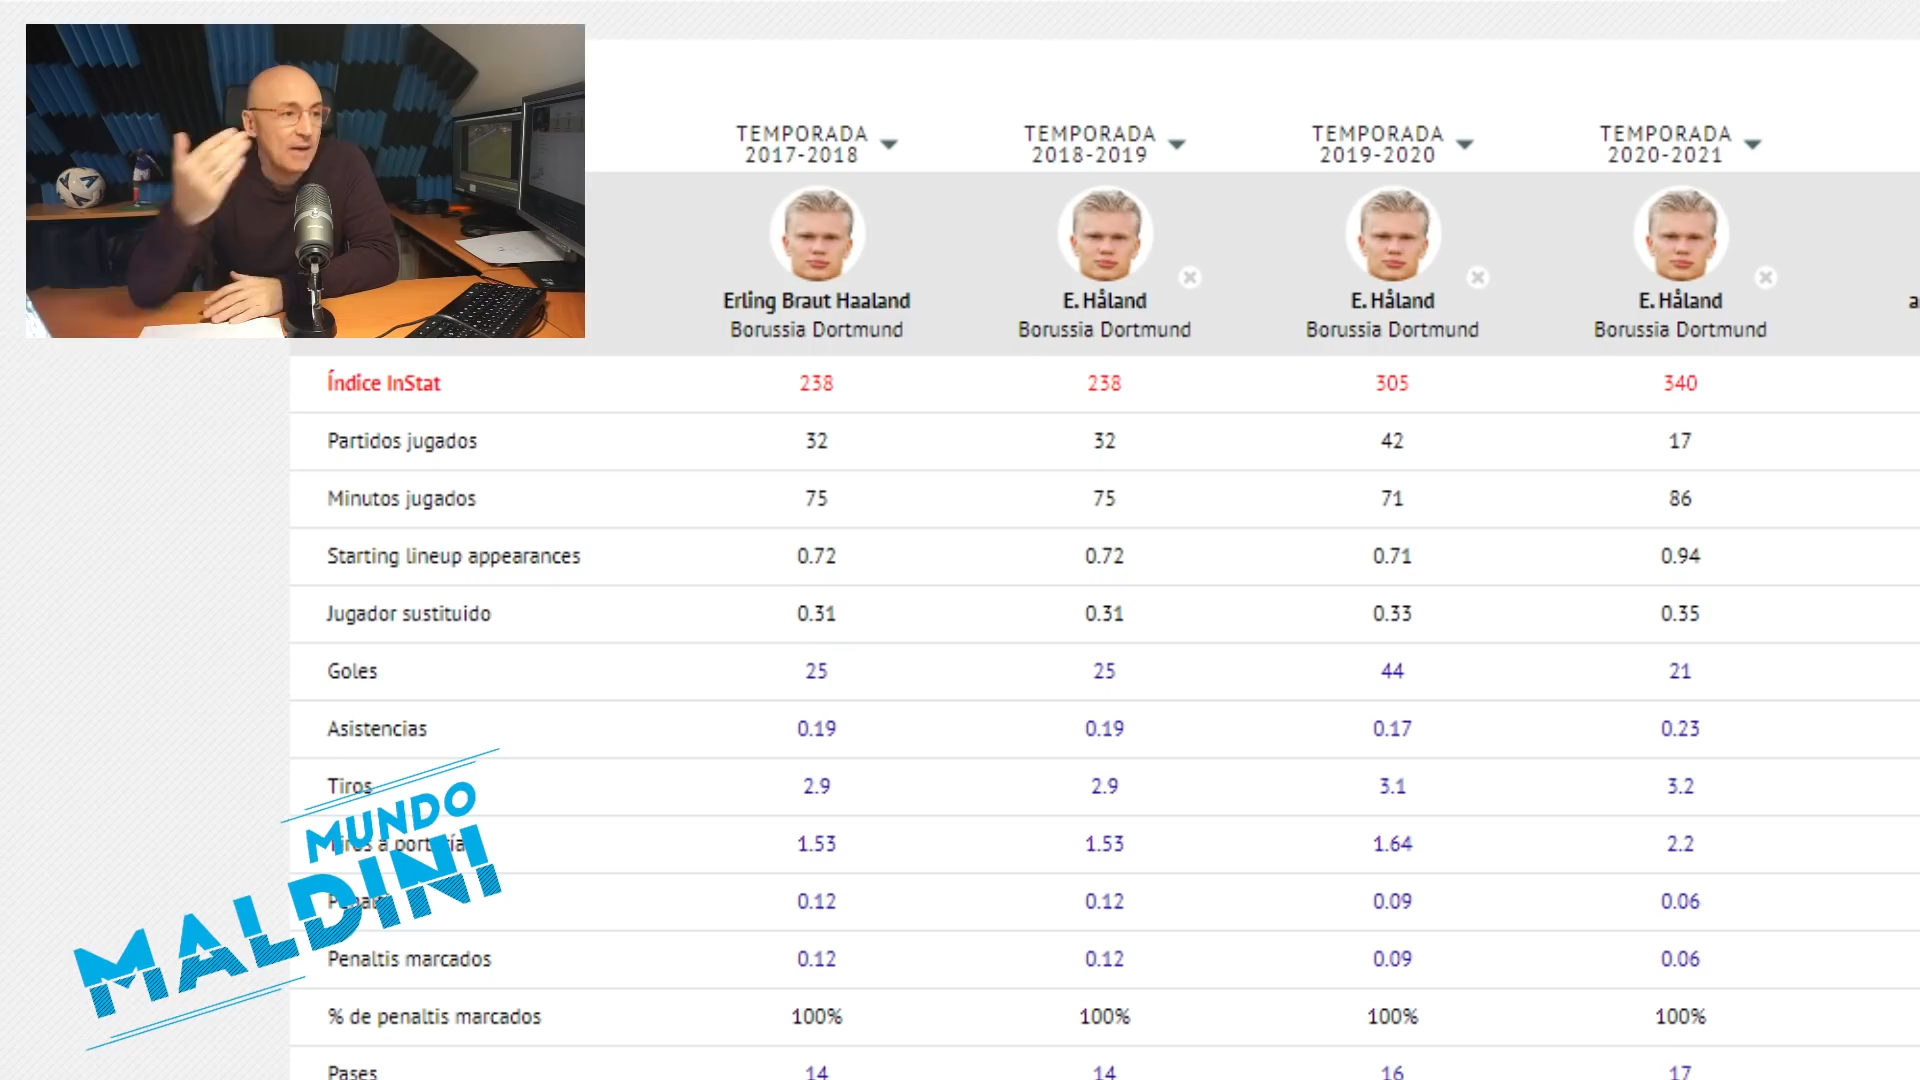 TEMPORADA 2017-2018 TEMPORADA 2018-2019 TEMPORADA 2019-2020 TEMPORADA 2020-2021
Erling Braut Haaland E. Håland E. Håland E. Håland
Borussia Dortmund Borussia Dortmund Borussia Dortmund Borussia Dortmund
Índice InStat 238 238 305 340
Partidos jugados 32 32 42 17
Minutos jugados 75 75 71 86
Starting lineup appearances 0.72 0.72 0.71 0.94
Jugador sustituido 0.31 0.31 0.33 0.35
Goles 25 25 44 21
Asistencias 0.19 0.19 0.17 0.23
Tiros 2.9 2.9 3.1 3.2
1.53 1.53 1.64 2.2
0.12 0.12 0.09 0.06
Penaltis marcados 0.12 0.12 0.09 0.06
% de penaltis marcados 100% 100% 100% 100%
Pases 14 14 16 17
MUNDO
MALDINI